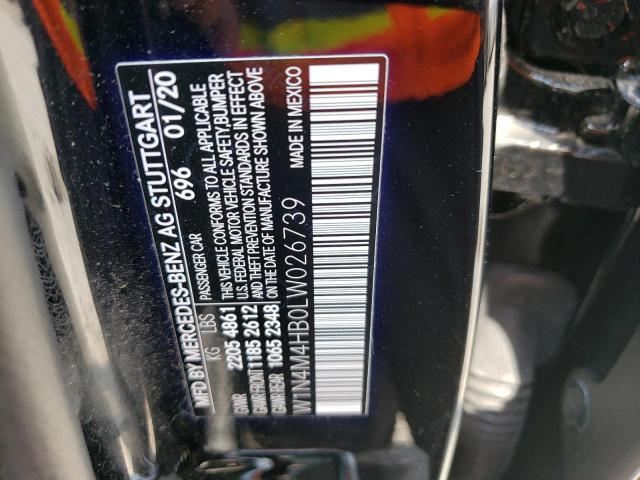 MFD BY MERCEDES-BENZ AG STUTTGART
696 01/20
PASSENGER CAR
KG LBS
THIS VEHICLE CONFORMS TO ALL APPLICABLE
U.S. FEDERAL MOTOR VEHICLE SAFETY, BUMPER
AND THEFT PREVENTION STANDARDS IN EFFECT
ON THE DATE OF MANUFACTURE SHOWN ABOVE
GVWR 2205 4861
GAWR FRONT 1185 2612
GAWR REAR 1065 2348
MADE IN MEXICO
W1N4M4HB0LW026739